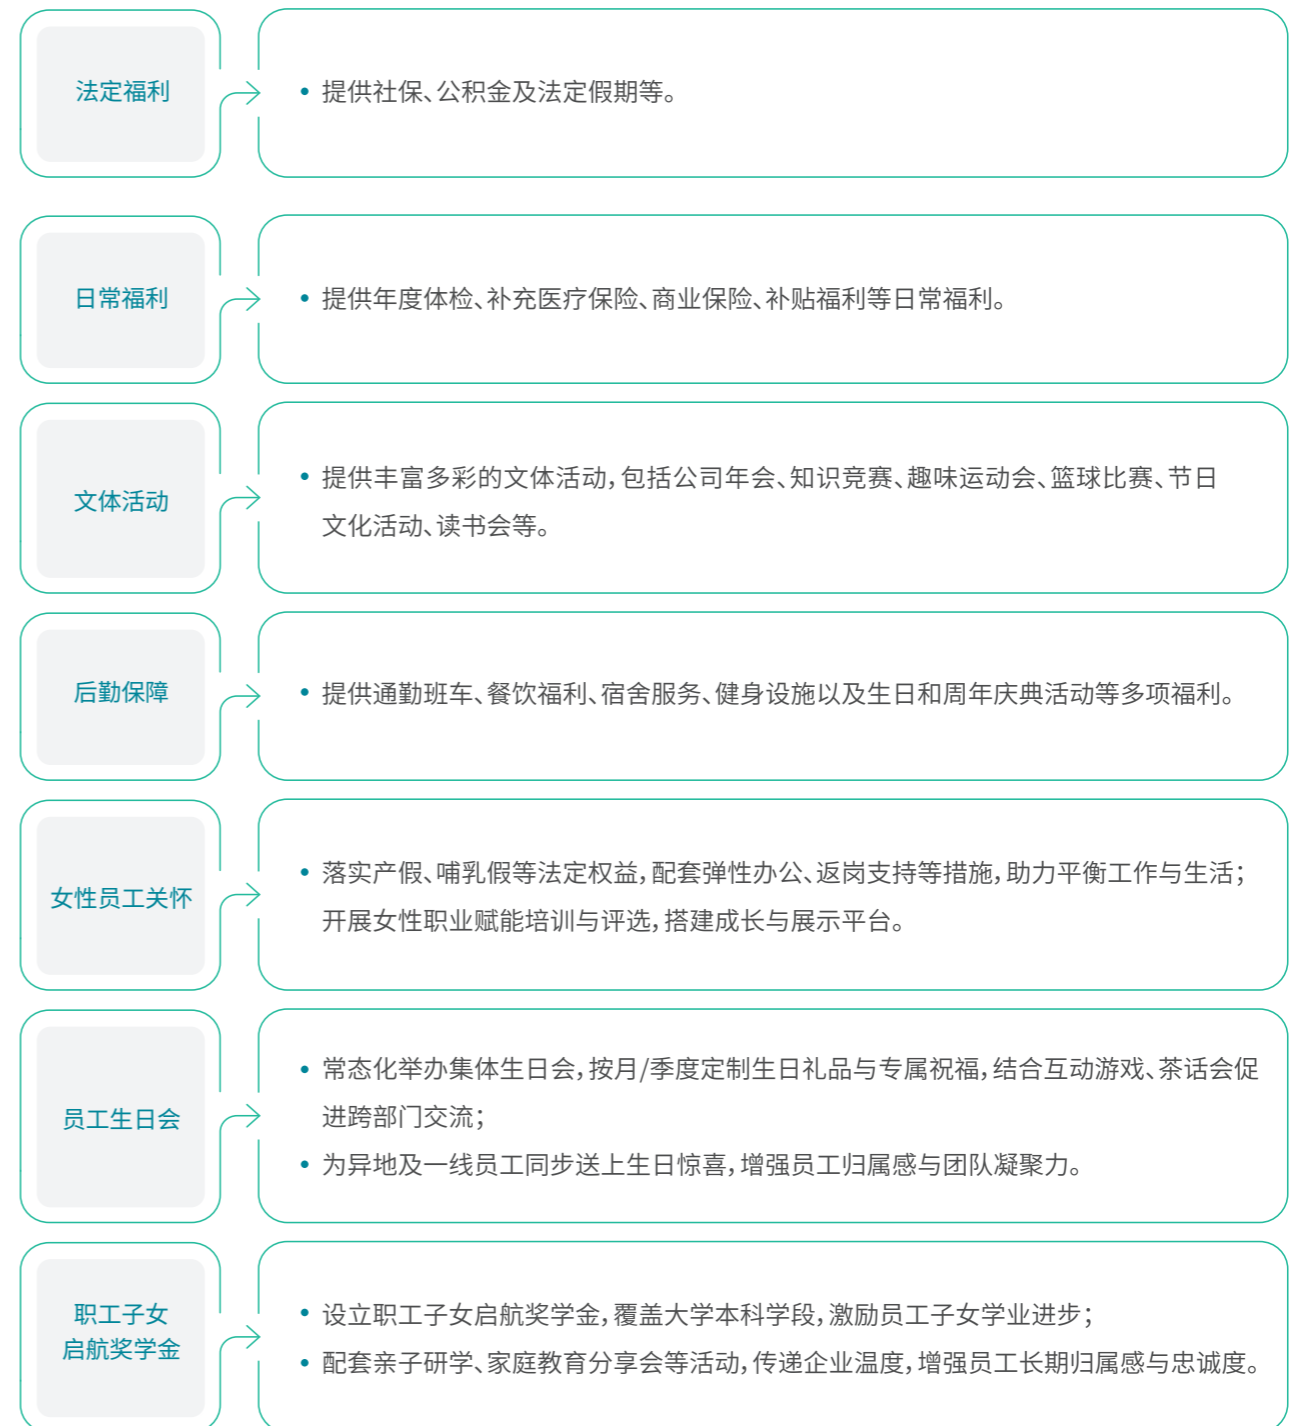 法定福利
• 提供社保、公积金及法定假期等。
日常福利
• 提供年度体检、补充医疗保险、商业保险、补贴福利等日常福利。
文体活动
• 提供丰富多彩的文体活动，包括公司年会、知识竞赛、趣味运动会、篮球比赛、节日
文化活动、读书会等。
后勤保障
• 提供通勤班车、餐饮福利、宿舍服务、健身设施以及生日和周年庆典活动等多项福利。
女性员工关怀
• 落实产假、哺乳假等法定权益，配套弹性办公、返岗支持等措施，助力平衡工作与生活；
开展女性职业赋能培训与评选，搭建成长与展示平台。
员工生日会
• 常态化举办集体生日会，按月/季度定制生日礼品与专属祝福，结合互动游戏、茶话会促
进跨部门交流；
• 为异地及一线员工同步送上生日惊喜，增强员工归属感与团队凝聚力。
职工子女
启航奖学金
• 设立职工子女启航奖学金，覆盖大学本科学段，激励员工子女学业进步；
• 配套亲子研学、家庭教育分享会等活动，传递企业温度，增强员工长期归属感与忠诚度。